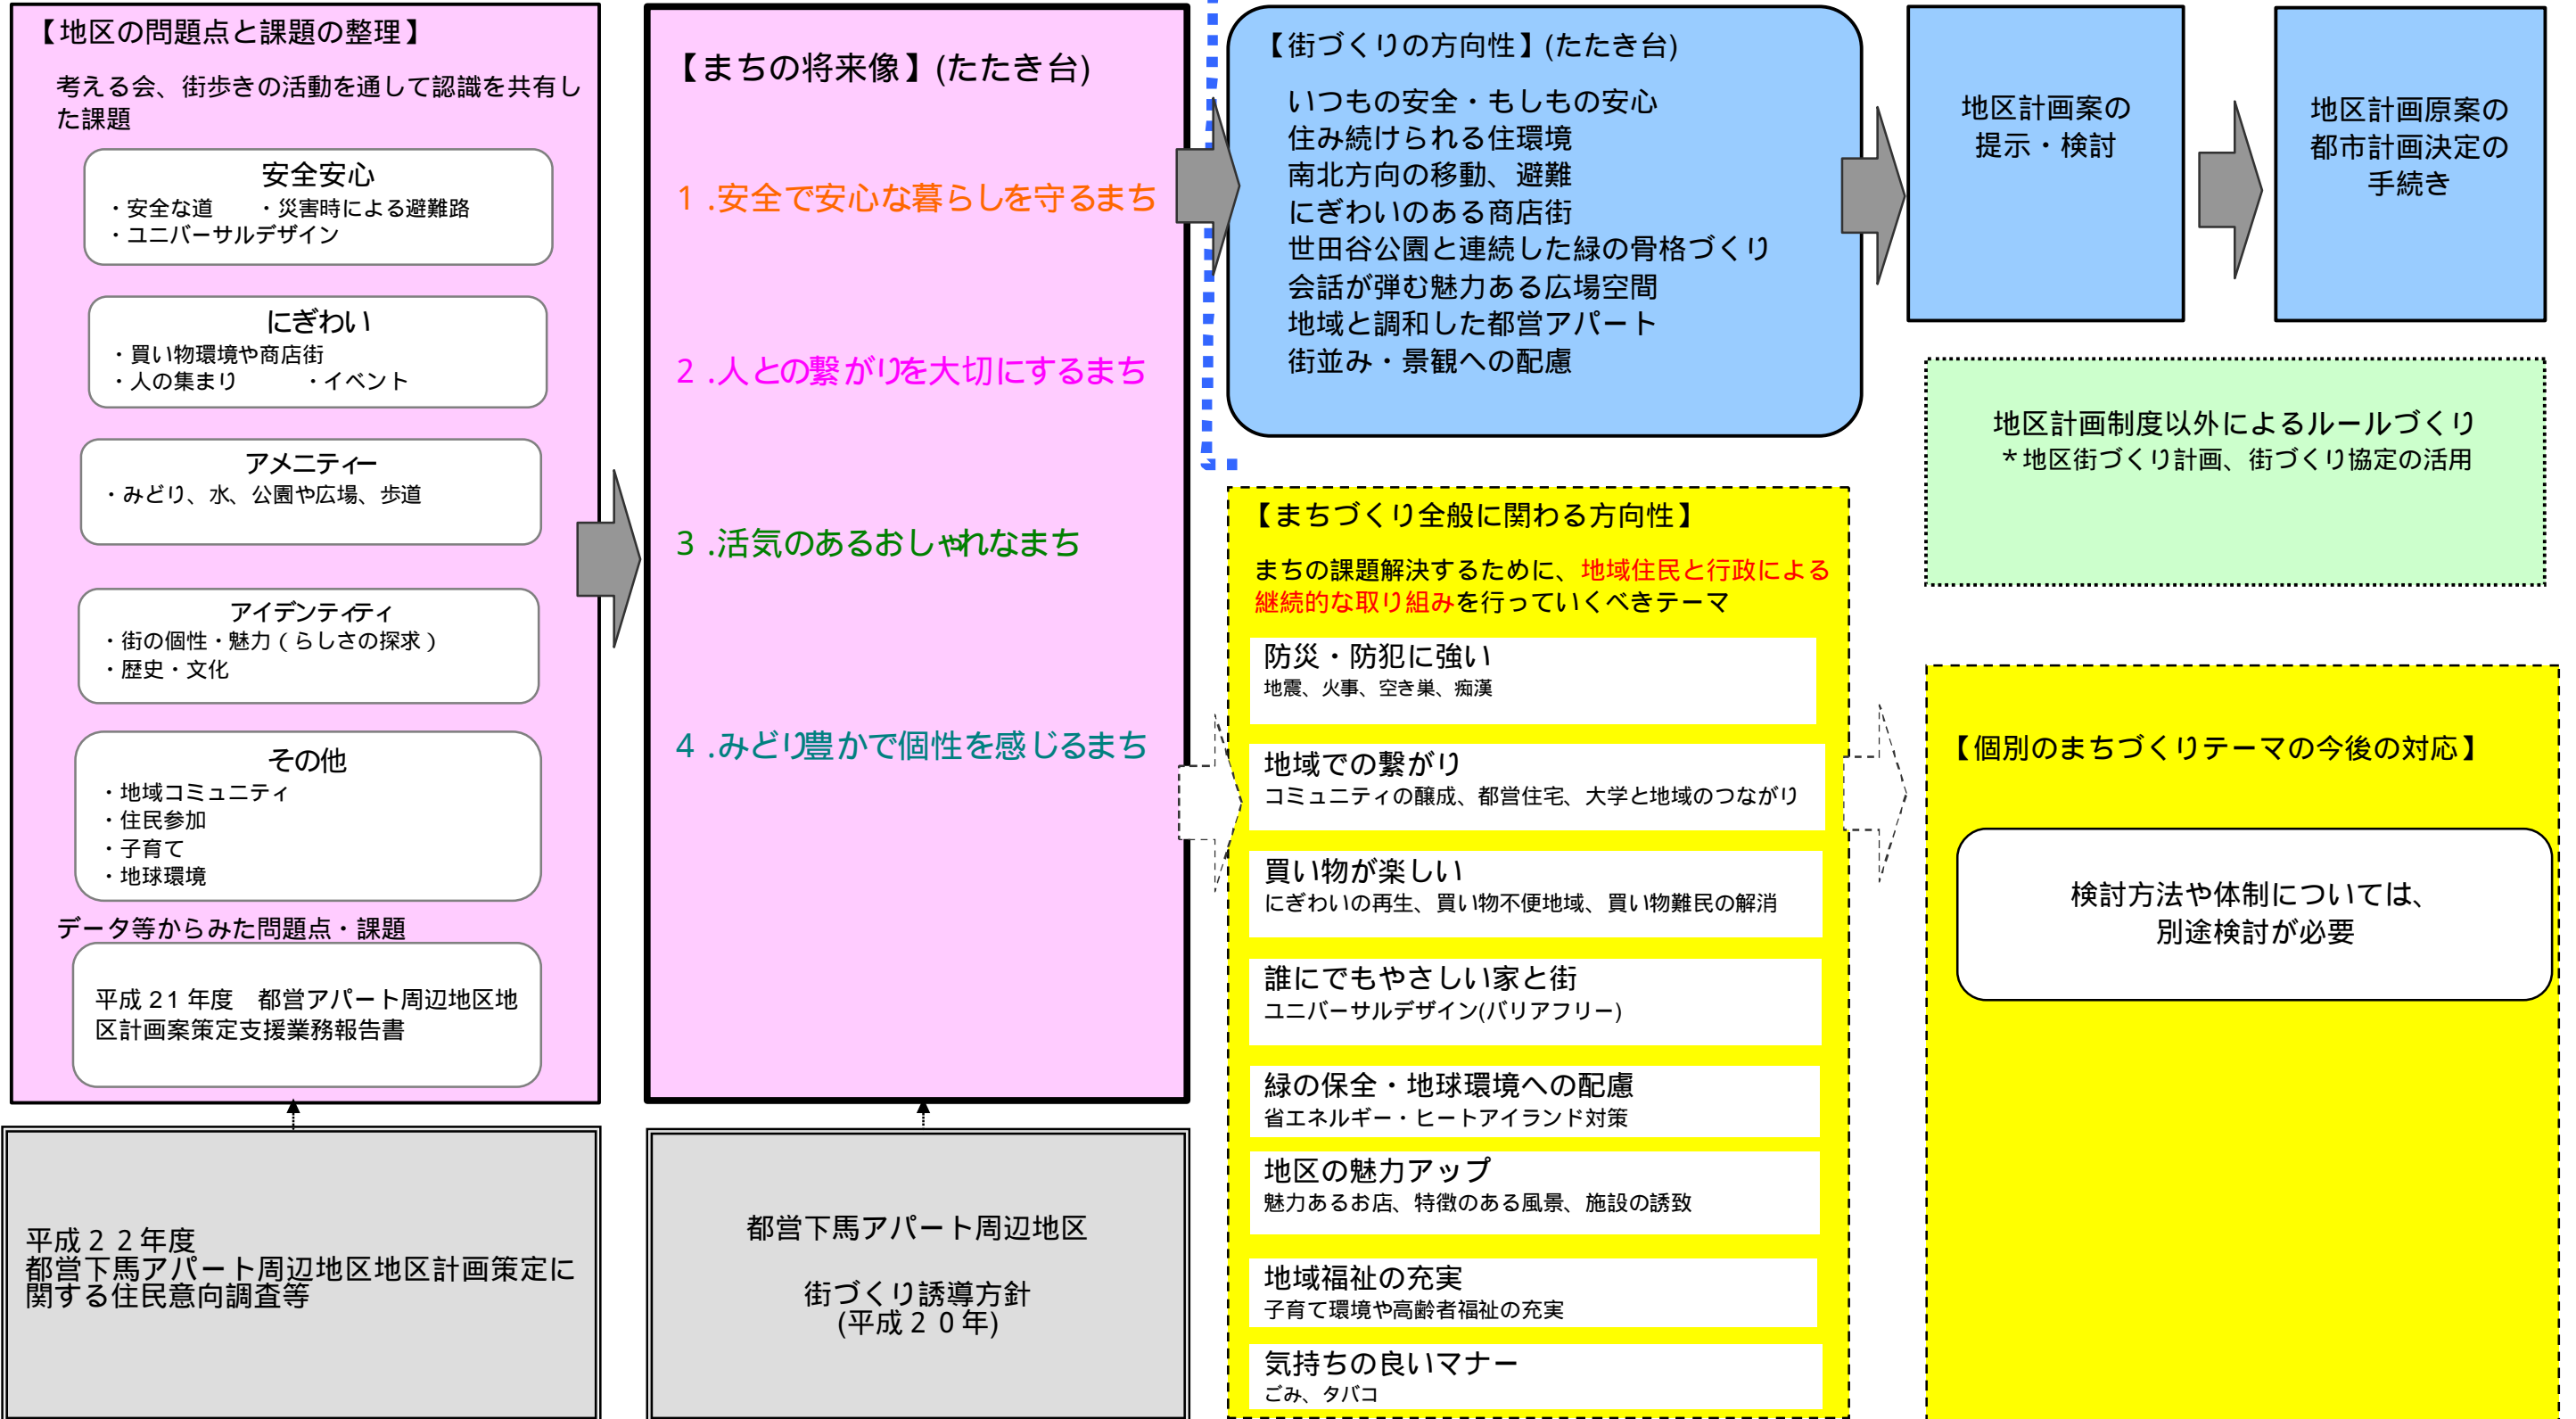 【地区の問題点と課題の整理】
考える会、街歩きの活動を通して認識を共有し
た課題
安全安心
・安全な道　・災害時による避難路
・ユニバーサルデザイン
にぎわい
・買い物環境や商店街
・人の集まり　　・イベント
アメニティー
・みどり、水、公園や広場、歩道
アイデンティティ
・街の個性・魅力（らしさの探求）
・歴史・文化
その他
・地域コミュニティ
・住民参加
・子育て
・地球環境
データ等からみた問題点・課題
平成21年度　都営アパート周辺地区地
区計画案策定支援業務報告書
平成２２年度
都営下馬アパート周辺地区地区計画策定に
関する住民意向調査等
【まちの将来像】(たたき台)
１.安全で安心な暮らしを守るまち
２.人との繋がりを大切にするまち
３.活気のあるおしゃれなまち
４.みどり豊かで個性を感じるまち
都営下馬アパート周辺地区
街づくり誘導方針
(平成２０年)
【街づくりの方向性】(たたき台)
いつもの安全・もしもの安心
住み続けられる住環境
南北方向の移動、避難
にぎわいのある商店街
世田谷公園と連続した緑の骨格づくり
会話が弾む魅力ある広場空間
地域と調和した都営アパート
街並み・景観への配慮
【まちづくり全般に関わる方向性】
まちの課題解決するために、地域住民と行政による
継続的な取り組みを行っていくべきテーマ
防災・防犯に強い
地震、火事、空き巣、痴漢
地域での繋がり
コミュニティの醸成、都営住宅、大学と地域のつながり
買い物が楽しい
にぎわいの再生、買い物不便地域、買い物難民の解消
誰にでもやさしい家と街
ユニバーサルデザイン(バリアフリー)
緑の保全・地球環境への配慮
省エネルギー・ヒートアイランド対策
地区の魅力アップ
魅力あるお店、特徴のある風景、施設の誘致
地域福祉の充実
子育て環境や高齢者福祉の充実
気持ちの良いマナー
ごみ、タバコ
地区計画案の
提示・検討
地区計画原案の
都市計画決定の
手続き
地区計画制度以外によるルールづくり
＊地区街づくり計画、街づくり協定の活用
【個別のまちづくりテーマの今後の対応】
検討方法や体制については、
別途検討が必要